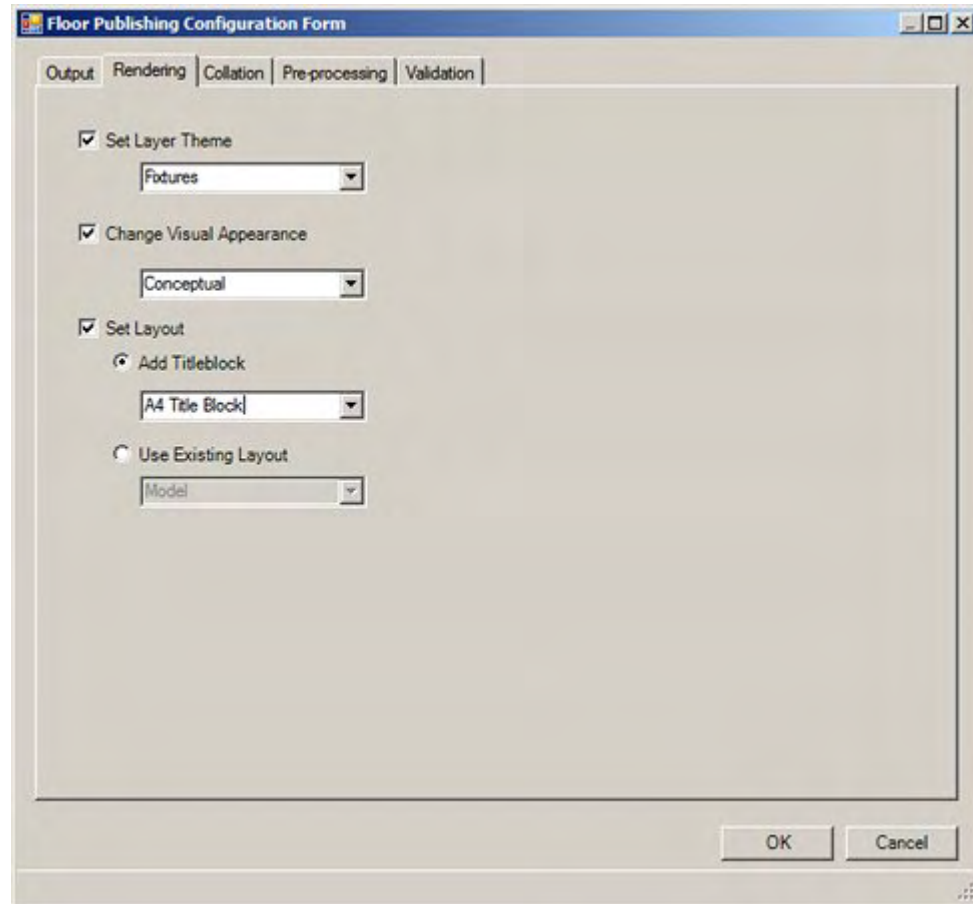 Floor Publishing Configuration Form
Output Rendering Collation Pre-processing Validation
Set Layer Theme
Fixtures
Change Visual Appearance
Conceptual
Set Layout
Add Titleblock
A4 Title Block
Use Existing Layout
Model
OK Cancel